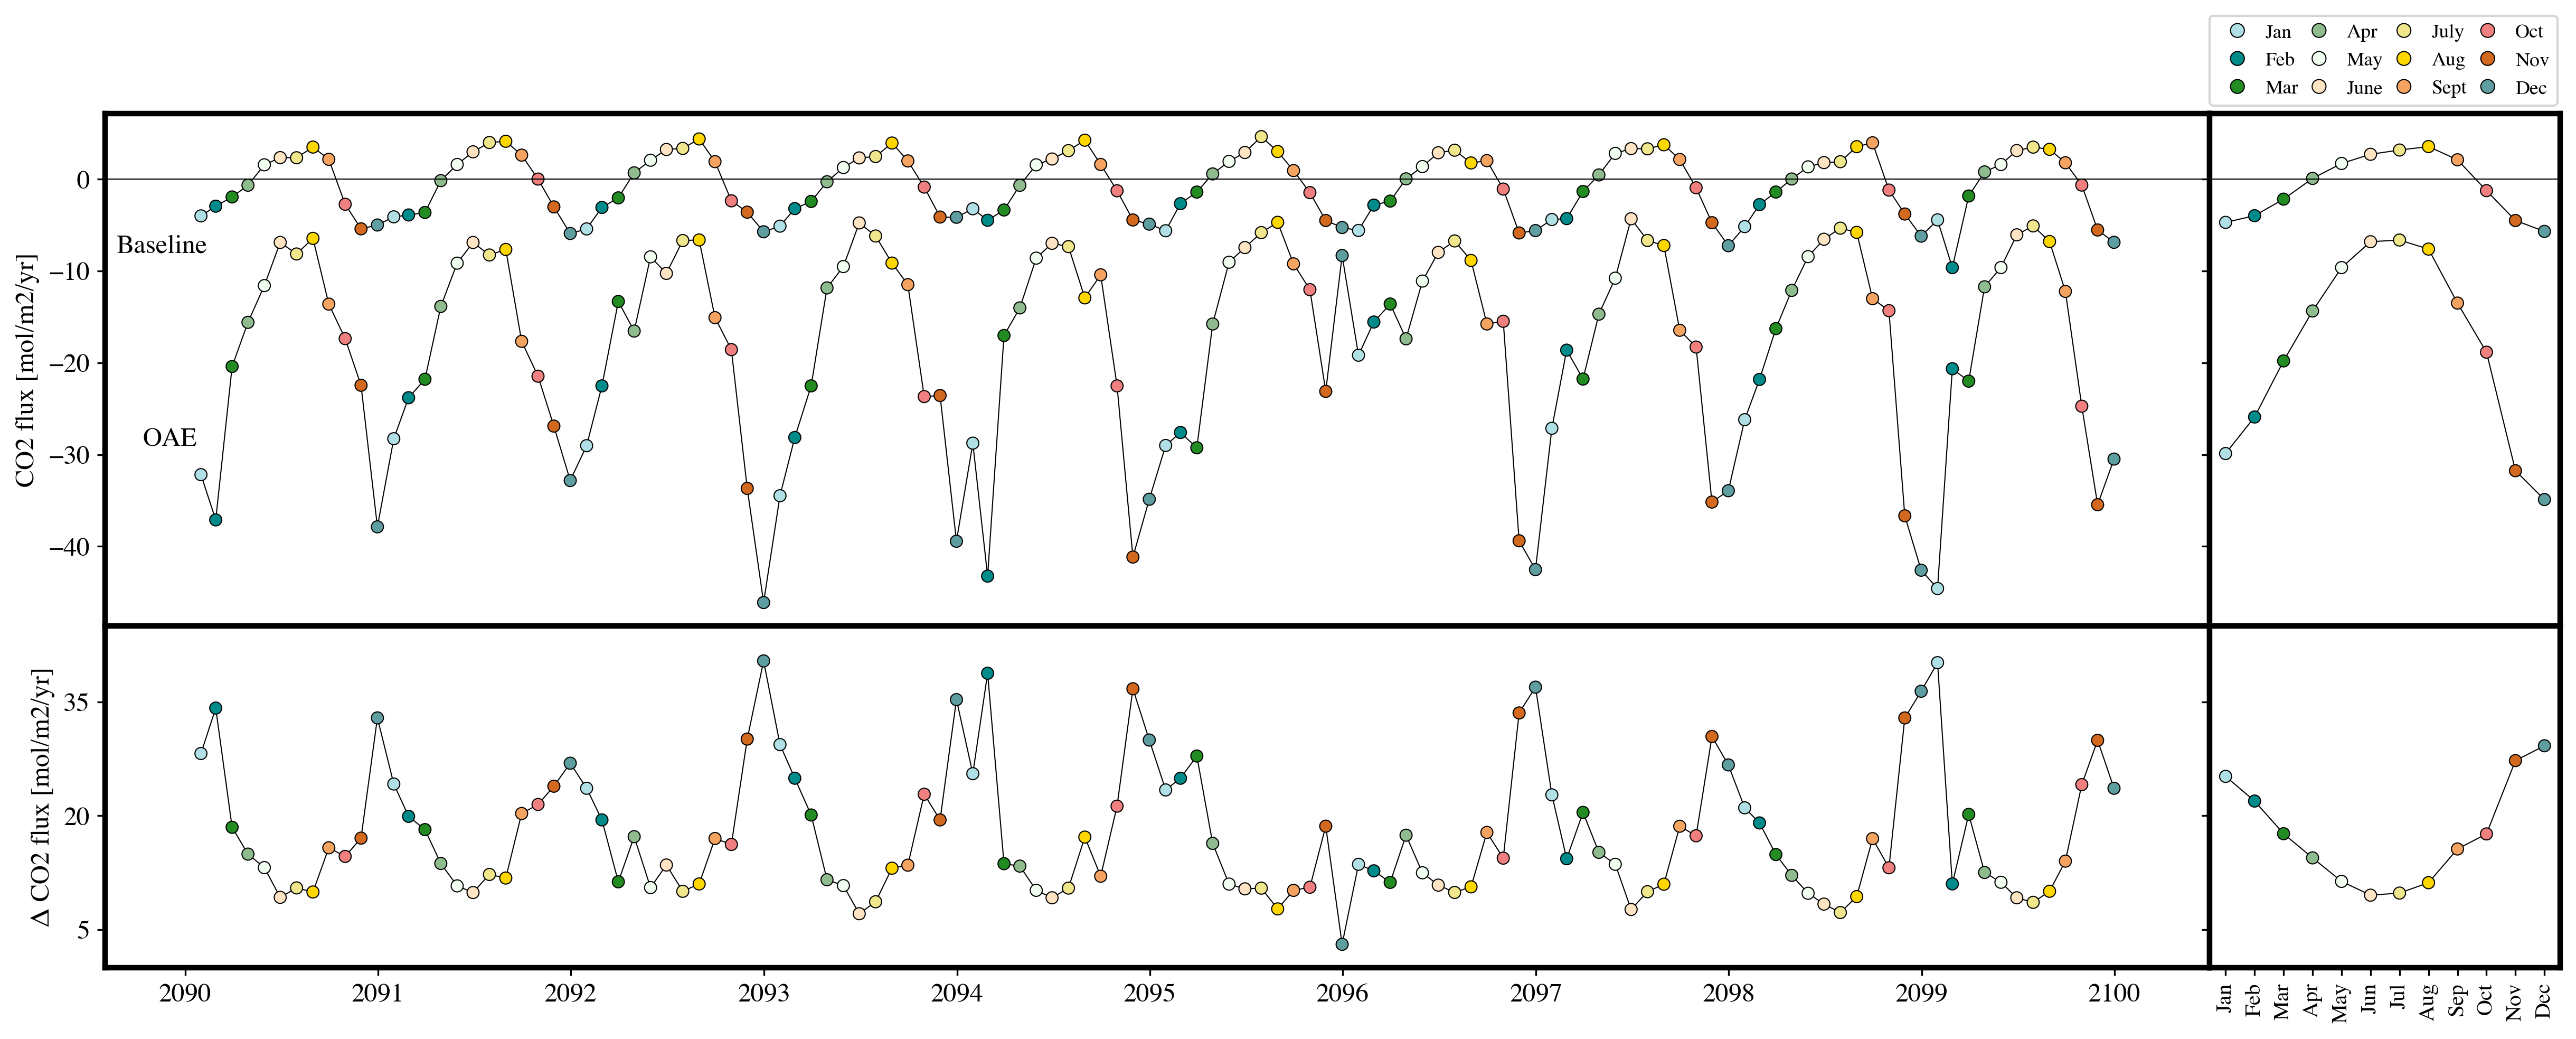 Jan Apr July Oct
Feb May Aug Nov
Mar June Sept Dec
CO2 flux [mol/m2/yr]
0
−10
−20
−30
−40
Baseline
OAE
Δ CO2 flux [mol/m2/yr]
35
20
5
2090 2091 2092 2093 2094 2095 2096 2097 2098 2099 2100
Jan
Feb
Mar
Apr
May
Jun
Jul
Aug
Sep
Oct
Nov
Dec